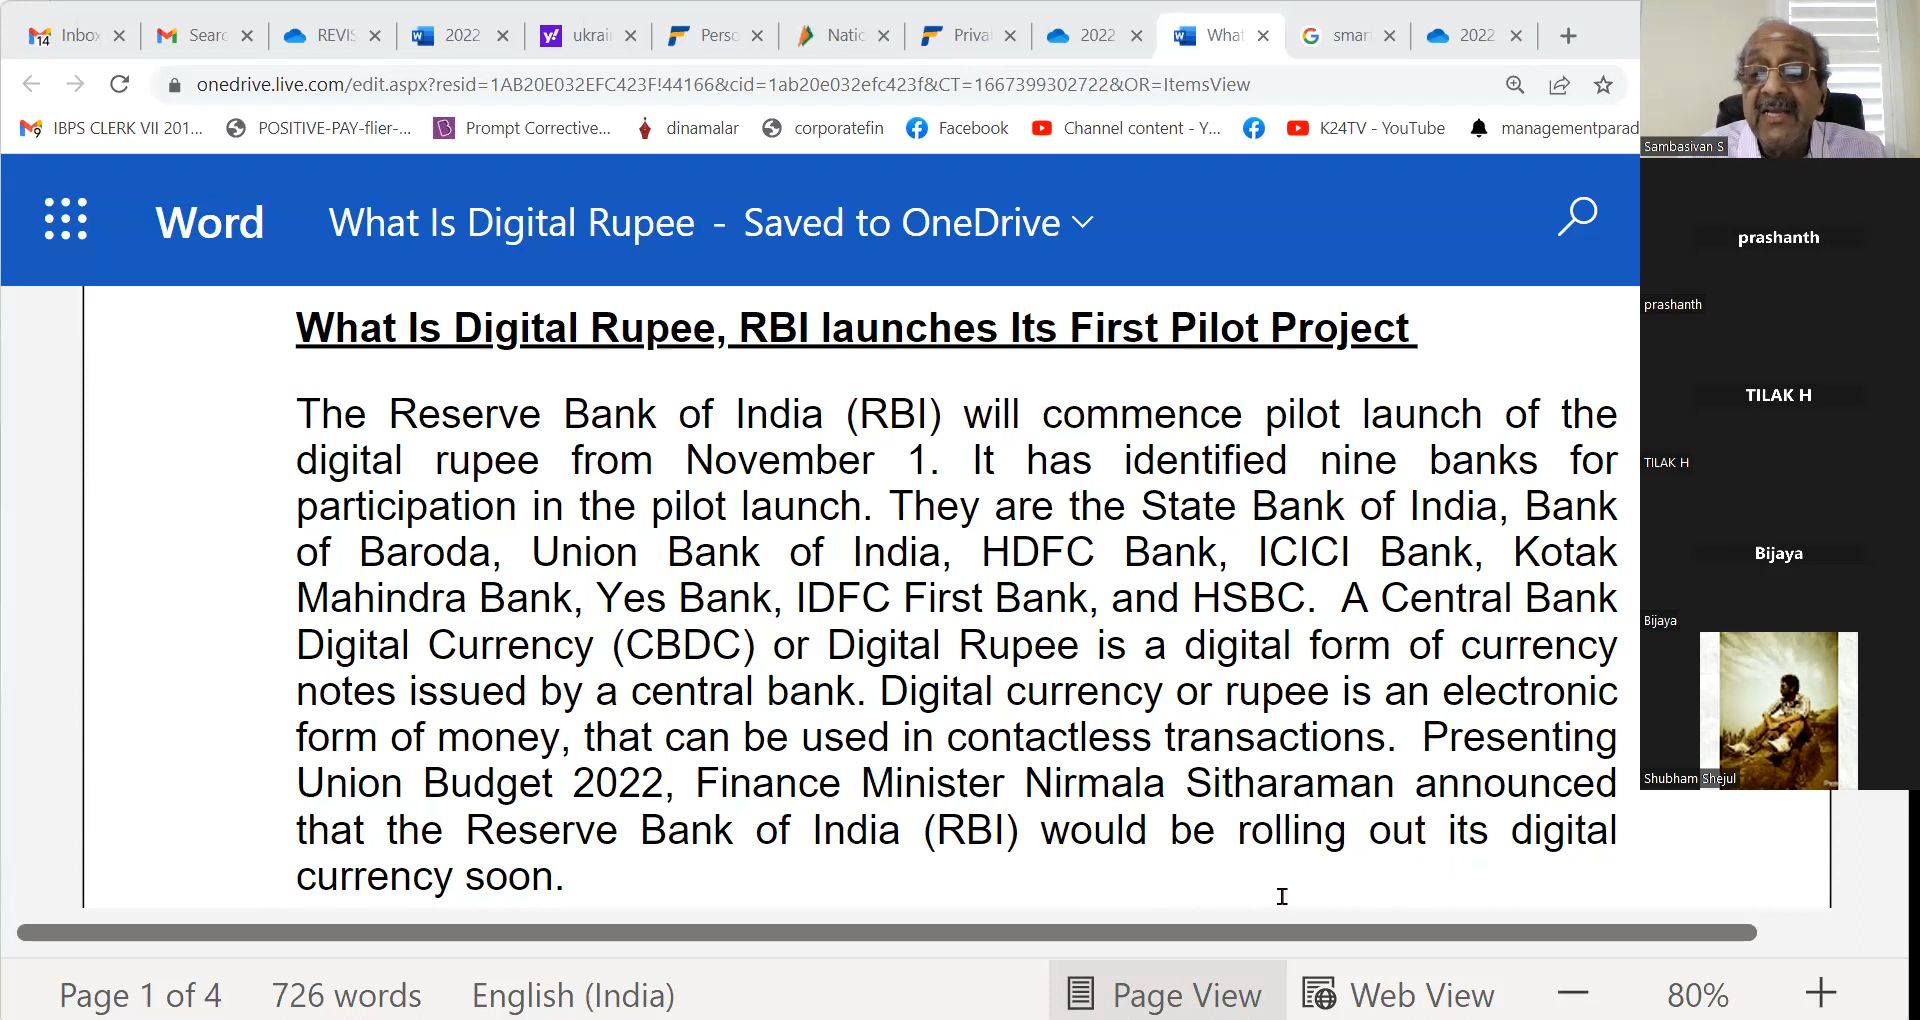 14 Inbox Searc REVIS 2022 ukrai Perso Natio Privat 2022 What smart 2022
onedrive.live.com/edit.aspx?resid=1AB20E032EFC423F!44166&cid=1ab20e032efc423f&CT=1667399302722&OR=ItemsView
IBPS CLERK VII 201... POSITIVE-PAY-flier-... Prompt Corrective... dinamalar corporatefin Facebook Channel content - Y... K24TV - YouTube managementparad
Word What Is Digital Rupee - Saved to OneDrive
What Is Digital Rupee, RBI launches Its First Pilot Project
The Reserve Bank of India (RBI) will commence pilot launch of the
digital rupee from November 1. It has identified nine banks for
participation in the pilot launch. They are the State Bank of India, Bank
of Baroda, Union Bank of India, HDFC Bank, ICICI Bank, Kotak
Mahindra Bank, Yes Bank, IDFC First Bank, and HSBC. A Central Bank
Digital Currency (CBDC) or Digital Rupee is a digital form of currency
notes issued by a central bank. Digital currency or rupee is an electronic
form of money, that can be used in contactless transactions. Presenting
Union Budget 2022, Finance Minister Nirmala Sitharaman announced
that the Reserve Bank of India (RBI) would be rolling out its digital
currency soon.
Page 1 of 4 726 words English (India) Page View Web View 80%
Sambasivan S
prashanth
prashanth
TILAK H
TILAK H
Bijaya
Bijaya
Shubham Shejul